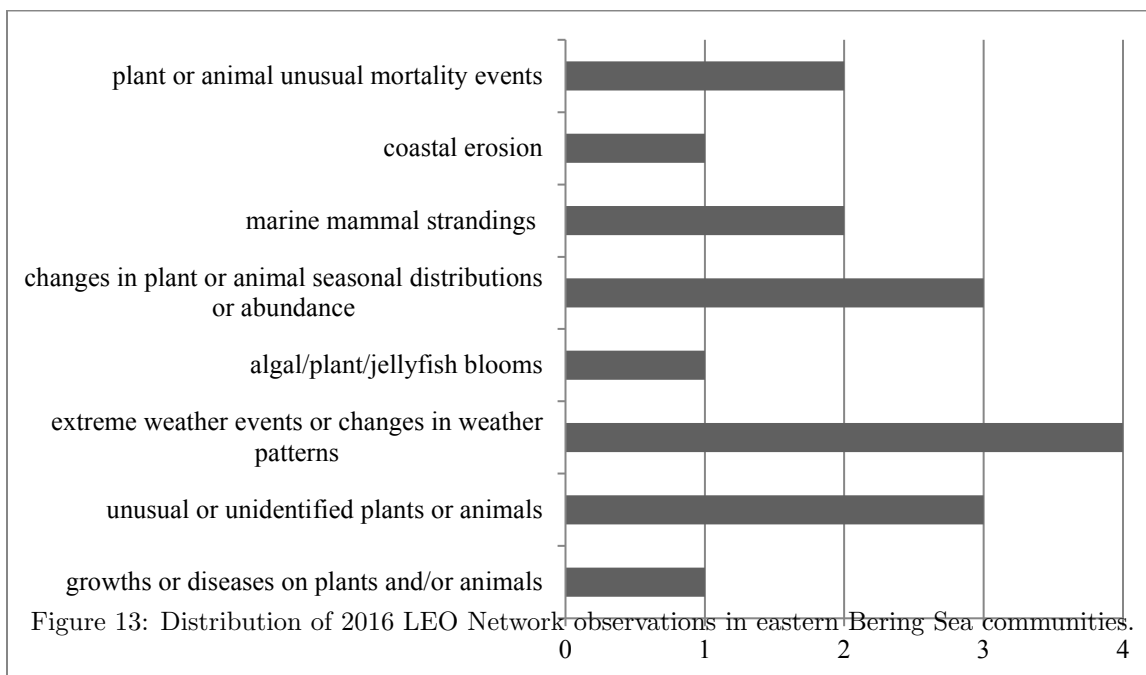 plant or animal unusual mortality events
coastal erosion
marine mammal strandings
changes in plant or animal seasonal distributions
or abundance
algal/plant/jellyfish blooms
extreme weather events or changes in weather
patterns
unusual or unidentified plants or animals
growths or diseases on plants and/or animals
Figure 13: Distribution of 2016 LEO Network observations in eastern Bering Sea communities.
0 1 2 3 4